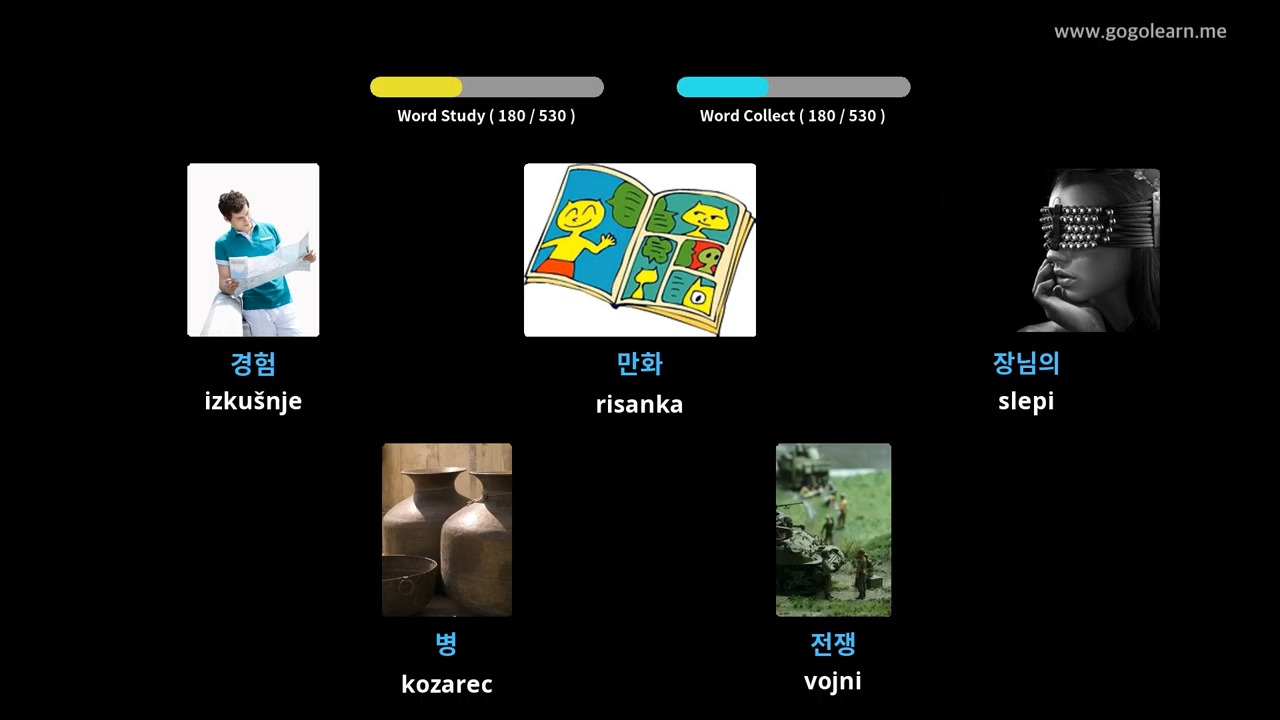 www.gogolearn.me
Word Study ( 180 / 530 )
Word Collect ( 180 / 530 )
경험
izkušnje
만화
risanka
장님의
slepi
병
kozarec
전쟁
vojni